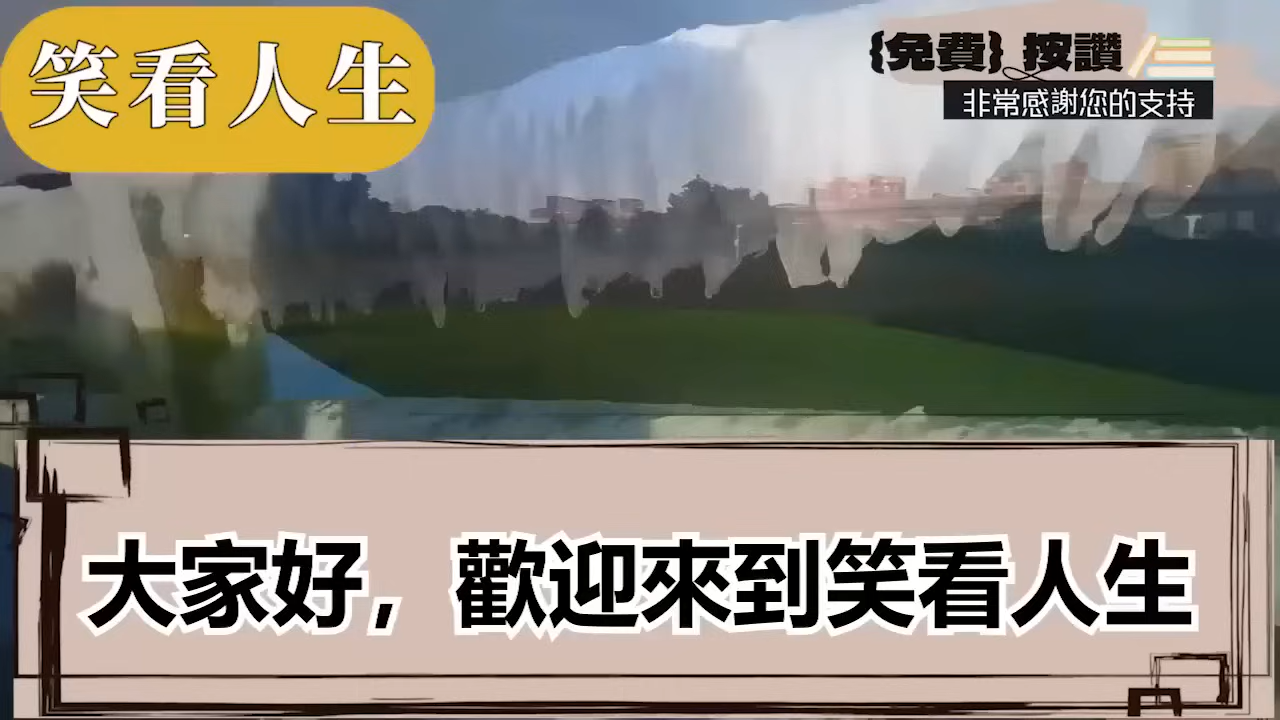 笑看人生
{免費} 按讚
非常感謝您的支持
大家好，歡迎來到笑看人生